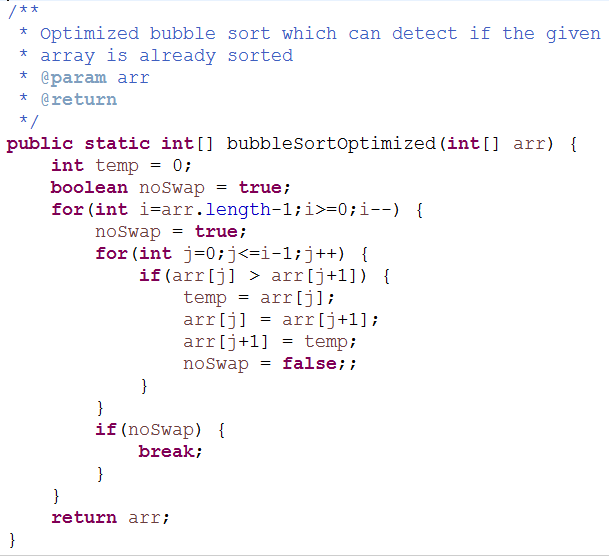 /**
 * Optimized bubble sort which can detect if the given
 * array is already sorted
 * @param arr
 * @return
 */
public static int[] bubbleSortOptimized(int[] arr) {
    int temp = 0;
    boolean noSwap = true;
    for(int i=arr.length-1;i>=0;i--) {
        noSwap = true;
        for(int j=0;j<=i-1;j++) {
            if(arr[j] > arr[j+1]) {
                temp = arr[j];
                arr[j] = arr[j+1];
                arr[j+1] = temp;
                noSwap = false;;
            }
        }
        if(noSwap) {
            break;
        }
    }
    return arr;
}